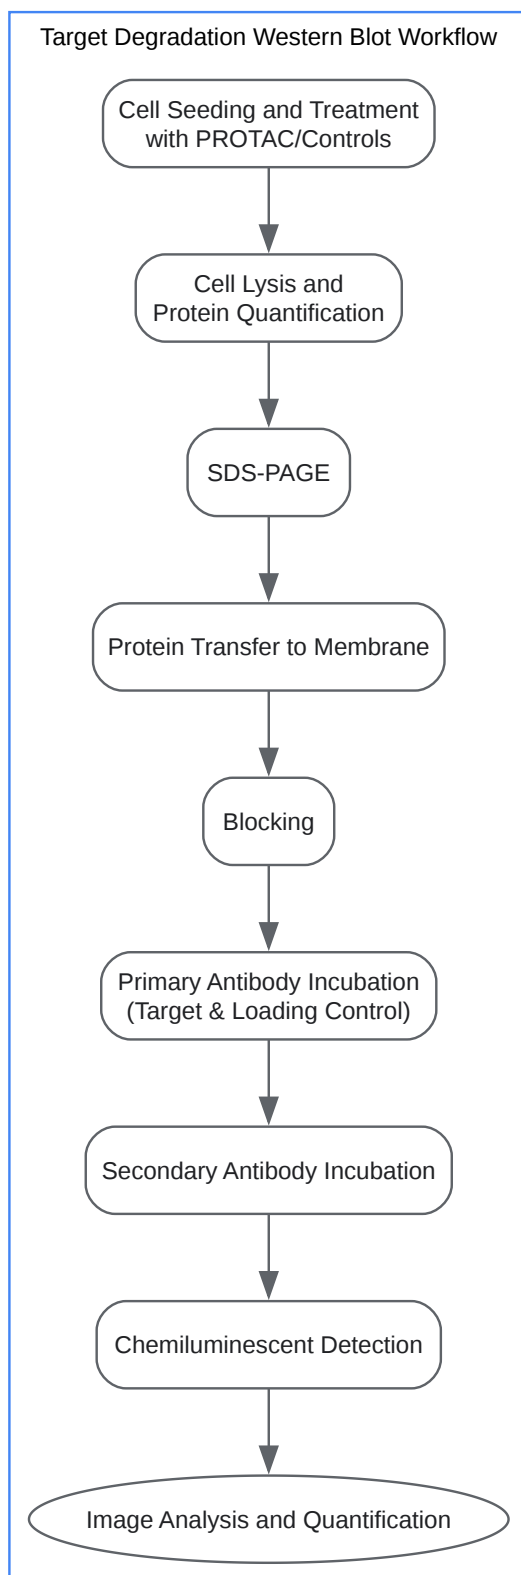 Target Degradation Western Blot Workflow
Cell Seeding and Treatment
with PROTAC/Controls
Cell Lysis and
Protein Quantification
SDS-PAGE
Protein Transfer to Membrane
Blocking
Primary Antibody Incubation
(Target & Loading Control)
Secondary Antibody Incubation
Chemiluminescent Detection
Image Analysis and Quantification